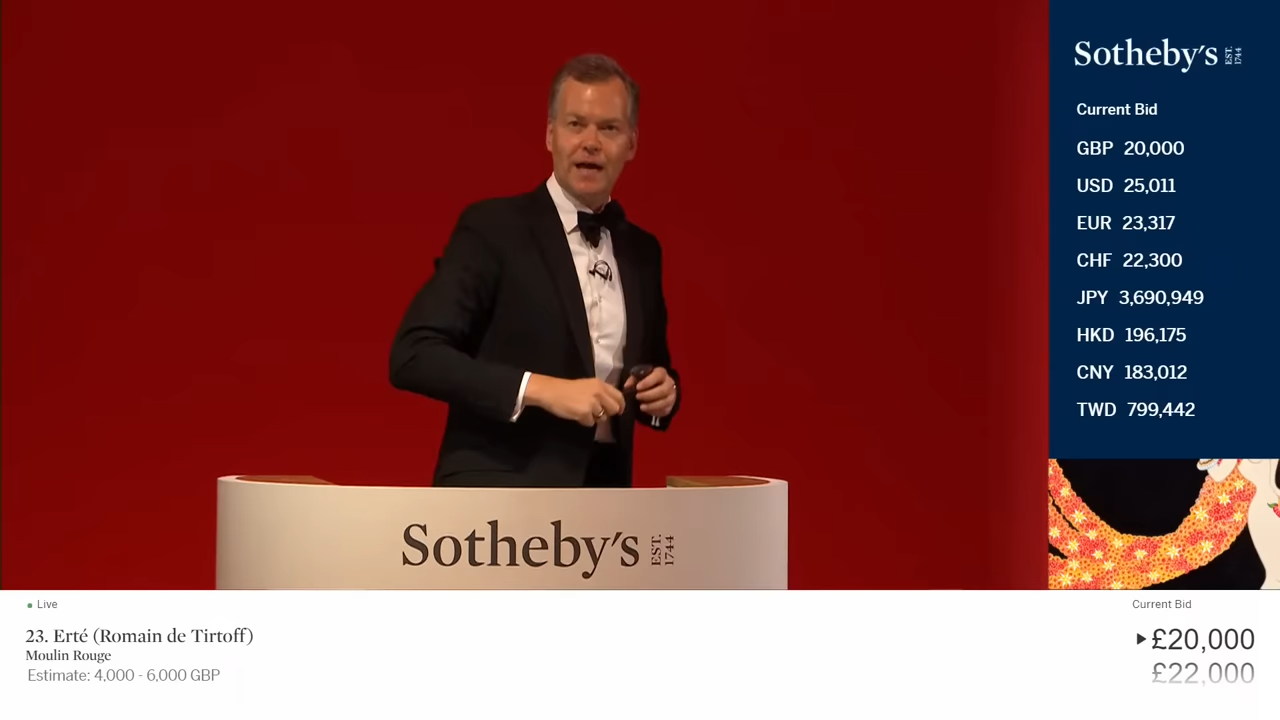 Sotheby's EST. 1744
Current Bid
GBP 20,000
USD 25,011
EUR 23,317
CHF 22,300
JPY 3,690,949
HKD 196,175
CNY 183,012
TWD 799,442
Sotheby's EST. 1744
Live
23. Erté (Romain de Tirtoff)
Moulin Rouge
Estimate: 4,000 - 6,000 GBP
Current Bid
£20,000
£22,000